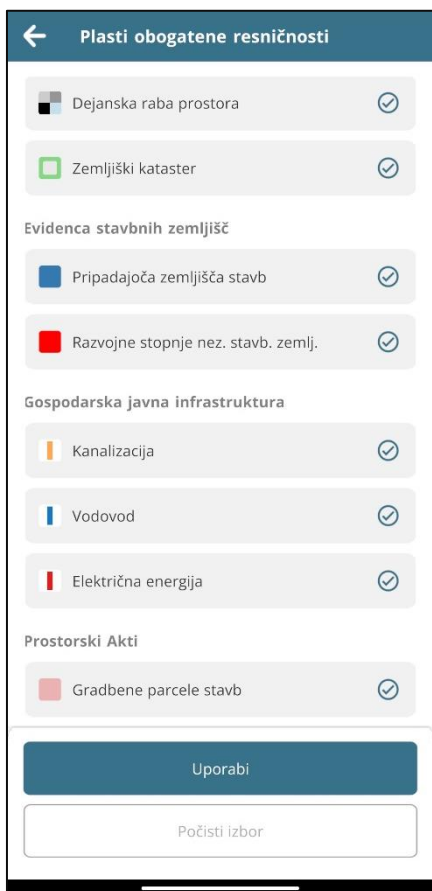 Plasti obogatene resničnosti
Dejanska raba prostora
Zemljiški kataster
Evidenca stavbnih zemljišč
Pripadajoča zemljišča stavb
Razvojne stopnje nez. stavb. zemlj.
Gospodarska javna infrastruktura
Kanalizacija
Vodovod
Električna energija
Prostorski Akti
Gradbene parcele stavb
Uporabi
Počisti izbor